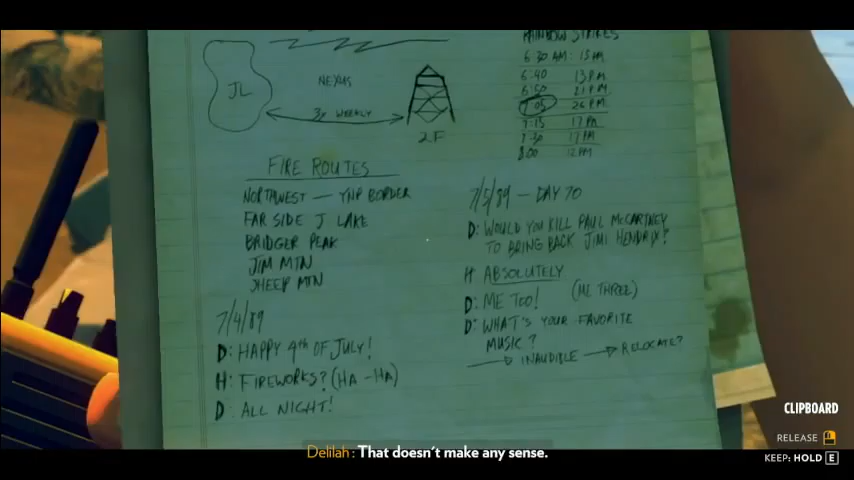 RAINBOW STRIKES
6:30 AM: 15 AM
6:40 13 PM
6:50 21 PM
7:05 26 PM
7:15 17 PM
7:30 17 PM
8:00 12 PM
JL
NEXUS
3x WEEKLY
2.F
FIRE ROUTES
NORTHWEST — YNP BORDER
FAR SIDE J LAKE
BRIDGER PEAK
JIM MTN
SHEEP MTN
7/4/89
D: HAPPY 4th OF JULY!
H: FIREWORKS? (HA-HA)
D: ALL NIGHT!
7/5/89 — DAY 70
D: WOULD YOU KILL PAUL McCARTNEY
TO BRING BACK JIMI HENDRIX?
H ABSOLUTELY
D: ME TOO! (ME THREE)
D: WHAT'S YOUR FAVORITE
MUSIC?
INAUDIBLE → RELOCATE?
CLIPBOARD
RELEASE
KEEP: HOLD E
Delilah: That doesn't make any sense.